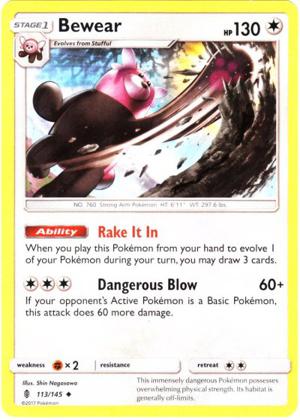 STAGE 1 Bewear HP 130
Evolves from Stufful
NO. 760 Strong Arm Pokémon HT: 6'11" WT: 297.6 lbs.
Ability Rake It In
When you play this Pokémon from your hand to evolve 1
of your Pokémon during your turn, you may draw 3 cards.
Dangerous Blow 60+
If your opponent's Active Pokémon is a Basic Pokémon,
this attack does 60 more damage.
weakness ×2 resistance retreat
Illus. Shin Nagasawa
113/145
©2017 Pokémon
This immensely dangerous Pokémon possesses
overwhelming physical strength. Its habitat is
generally off-limits.